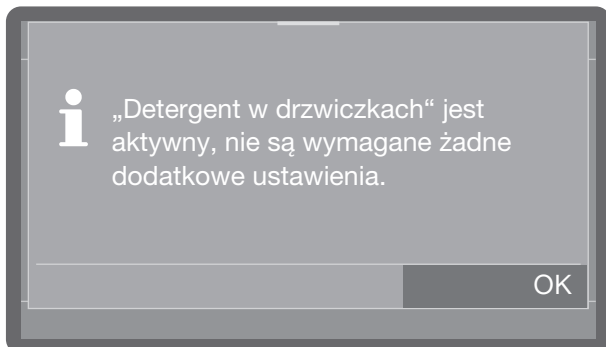 „Detergent w drzwiczkach“ jest
aktywny, nie są wymagane żadne
dodatkowe ustawienia.
OK